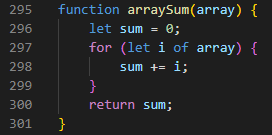 295 function arraySum(array) {
296     let sum = 0;
297     for (let i of array) {
298         sum += i;
299     }
300     return sum;
301 }